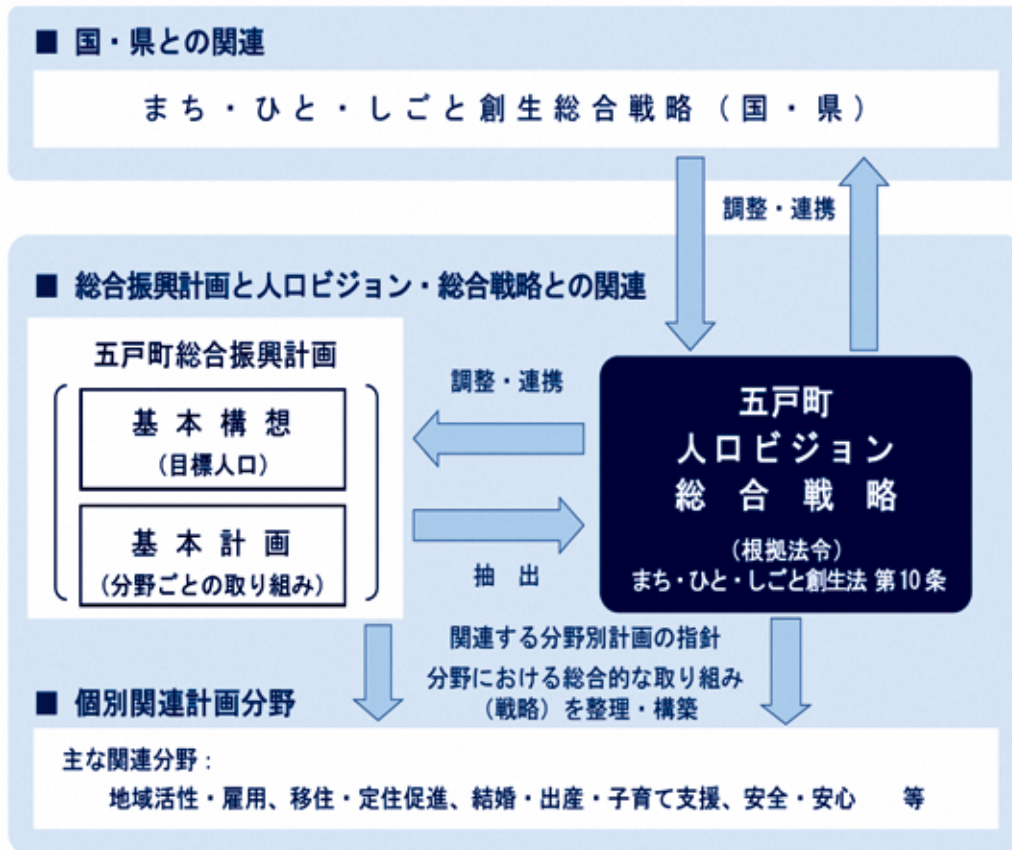 ■ 国・県との関連
まち・ひと・しごと創生総合戦略(国・県)
調整・連携
■ 総合振興計画と人口ビジョン・総合戦略との関連
五戸町総合振興計画
基本構想
(目標人口)
基本計画
(分野ごとの取り組み)
調整・連携
抽出
五戸町
人口ビジョン
総合戦略
(根拠法令)
まち・ひと・しごと創生法 第10条
関連する分野別計画の指針
分野における総合的な取り組み
(戦略)を整理・構築
■ 個別関連計画分野
主な関連分野:
地域活性・雇用、移住・定住促進、結婚・出産・子育て支援、安全・安心 等